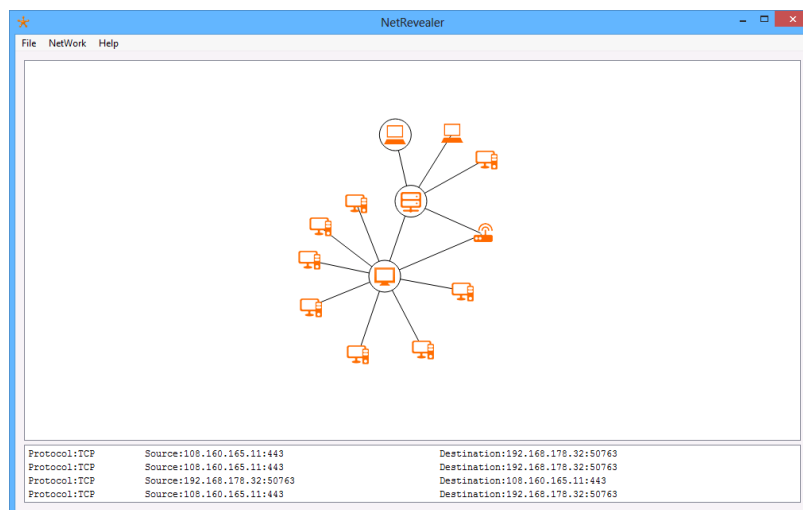 NetRevealer
File NetWork Help
Protocol:TCP Source:108.160.165.11:443 Destination:192.168.178.32:50763
Protocol:TCP Source:108.160.165.11:443 Destination:192.168.178.32:50763
Protocol:TCP Source:192.168.178.32:50763 Destination:108.160.165.11:443
Protocol:TCP Source:108.160.165.11:443 Destination:192.168.178.32:50763